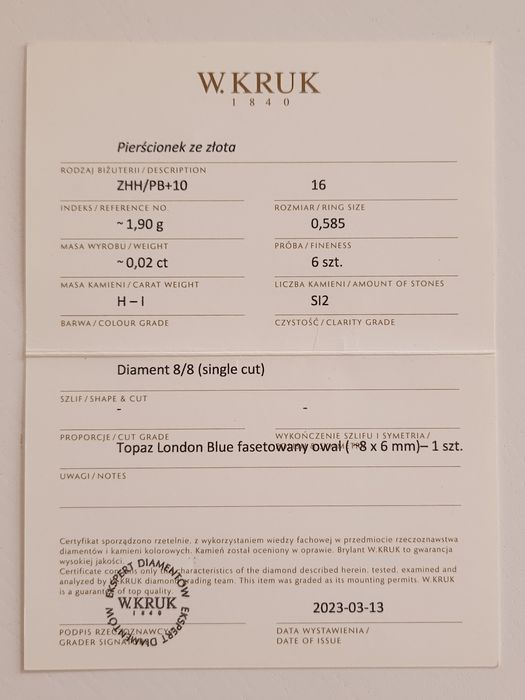 W.KRUK
1840
Pierścionek ze złota
RODZAJ BIŻUTERII / DESCRIPTION
ZHH/PB+10 16
INDEKS / REFERENCE NO. ROZMIAR / RING SIZE
~ 1,90 g 0,585
MASA WYROBU / WEIGHT PRÓBA / FINENESS
~ 0,02 ct 6 szt.
MASA KAMIENI / CARAT WEIGHT LICZBA KAMIENI / AMOUNT OF STONES
H – I SI2
BARWA / COLOUR GRADE CZYSTOŚĆ / CLARITY GRADE
Diament 8/8 (single cut)
SZLIF / SHAPE & CUT
- -
PROPORCJE / CUT GRADE WYKOŃCZENIE SZLIFU I SYMETRIA /
Topaz London Blue fasetowany owal ( ~8 x 6 mm)– 1 szt.
UWAGI / NOTES
Certyfikat sporządzono rzetelnie, z wykorzystaniem wiedzy fachowej w przedmiocie rzeczoznawstwa
diamentów i kamieni kolorowych. Kamień został oceniony w oprawie. Brylant W.KRUK to gwarancja
wysokiej jakości.
Certificate contains only the characteristics of the diamond described herein, tested, examined and
analyzed by W.KRUK diamond grading team. This item was graded as its mounting permits. W.KRUK
is a guarantee of top quality.
EKSPERT DIAMENTÓW EKSPERT DIAMENTÓW
W.KRUK
1840
2023-03-13
PODPIS RZECZOZNAWCY / DATA WYSTAWIENIA /
GRADER SIGNATURE DATE OF ISSUE